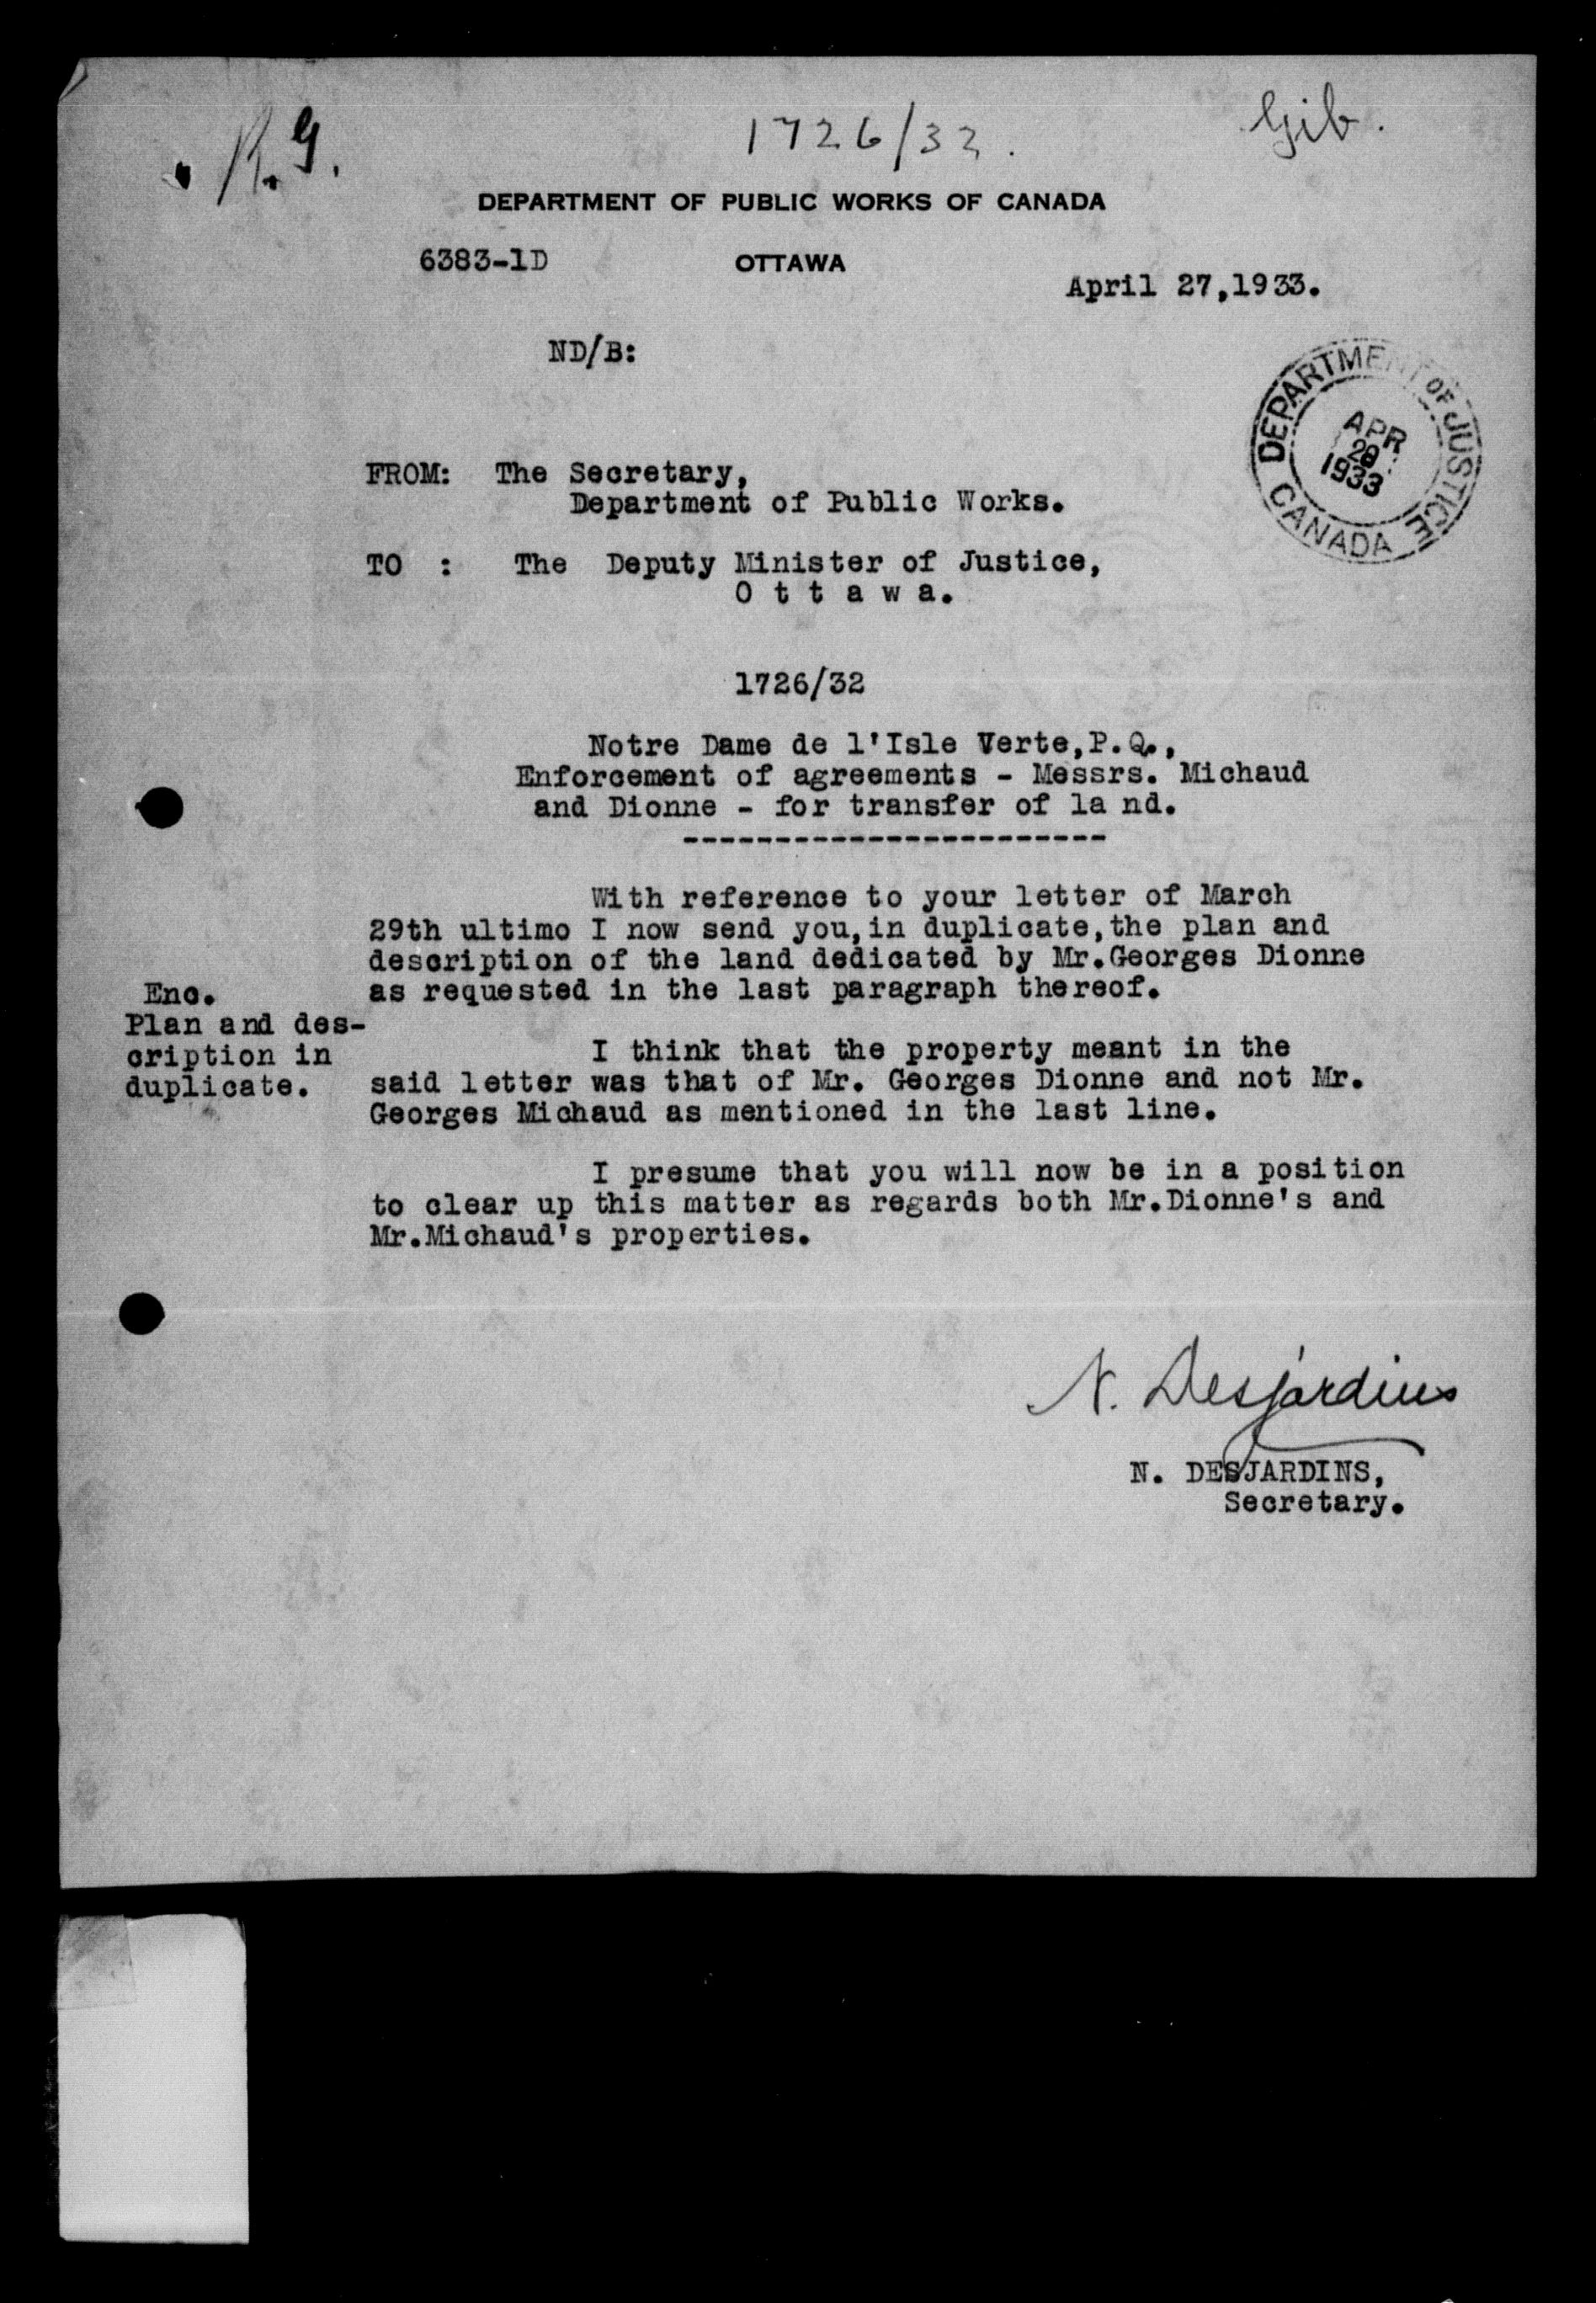 R.G.
1726/32.
Gib.
DEPARTMENT OF PUBLIC WORKS OF CANADA
6383-1D
OTTAWA
April 27,1933.
ND/B:
DEPARTMENT OF JUSTICE
CANADA
APR
1933
FROM: The Secretary,
Department of Public Works.
TO : The Deputy Minister of Justice,
O t t a w a.
1726/32
Notre Dame de l'Isle Verte,P.Q.,
Enforcement of agreements - Messrs. Michaud
and Dionne - for transfer of la nd.
-----------------------
With reference to your letter of March
29th ultimo I now send you,in duplicate,the plan and
description of the land dedicated by Mr.Georges Dionne
as requested in the last paragraph thereof.
Enc.
Plan and des-
cription in
duplicate.
I think that the property meant in the
said letter was that of Mr. Georges Dionne and not Mr.
Georges Michaud as mentioned in the last line.
I presume that you will now be in a position
to clear up this matter as regards both Mr.Dionne's and
Mr.Michaud's properties.
N. Desjardins
N. DESJARDINS,
Secretary.